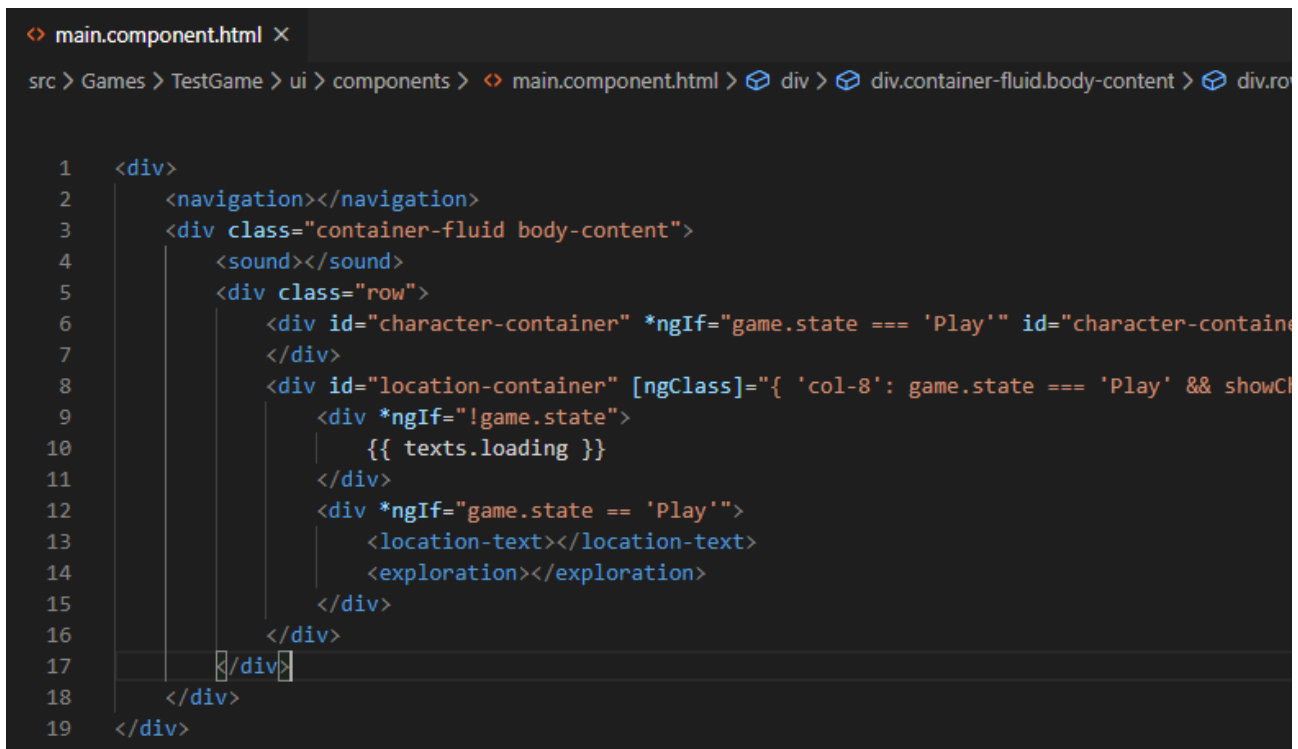 <> main.component.html ×
src > Games > TestGame > ui > components > <> main.component.html > div > div.container-fluid.body-content > div.ro
1 <div>
2 <navigation></navigation>
3 <div class="container-fluid body-content">
4 <sound></sound>
5 <div class="row">
6 <div id="character-container" *ngIf="game.state === 'Play'" id="character-containe
7 </div>
8 <div id="location-container" [ngClass]="{ 'col-8': game.state === 'Play' && showCh
9 <div *ngIf="!game.state">
10 {{ texts.loading }}
11 </div>
12 <div *ngIf="game.state == 'Play'">
13 <location-text></location-text>
14 <exploration></exploration>
15 </div>
16 </div>
17 </div>
18 </div>
19 </div>